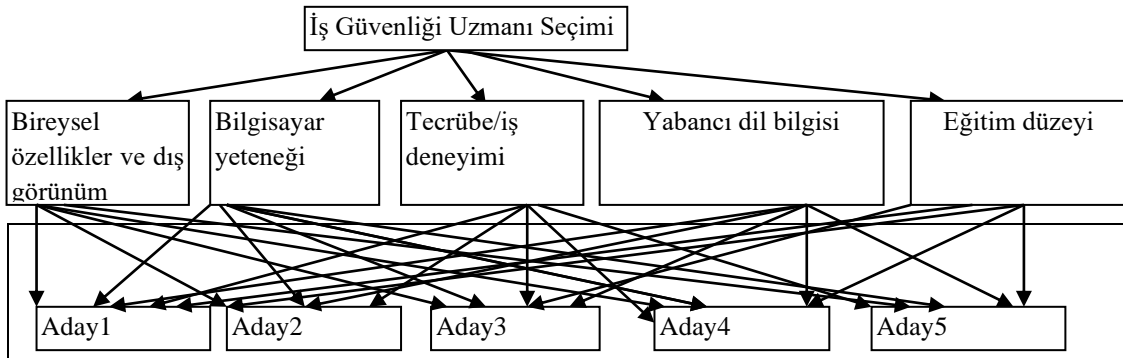 İş Güvenliği Uzmanı Seçimi
Bireysel
özellikler ve dış
görünüm
Bilgisayar
yeteneği
Tecrübe/iş
deneyimi
Yabancı dil bilgisi
Eğitim düzeyi
Aday1
Aday2
Aday3
Aday4
Aday5